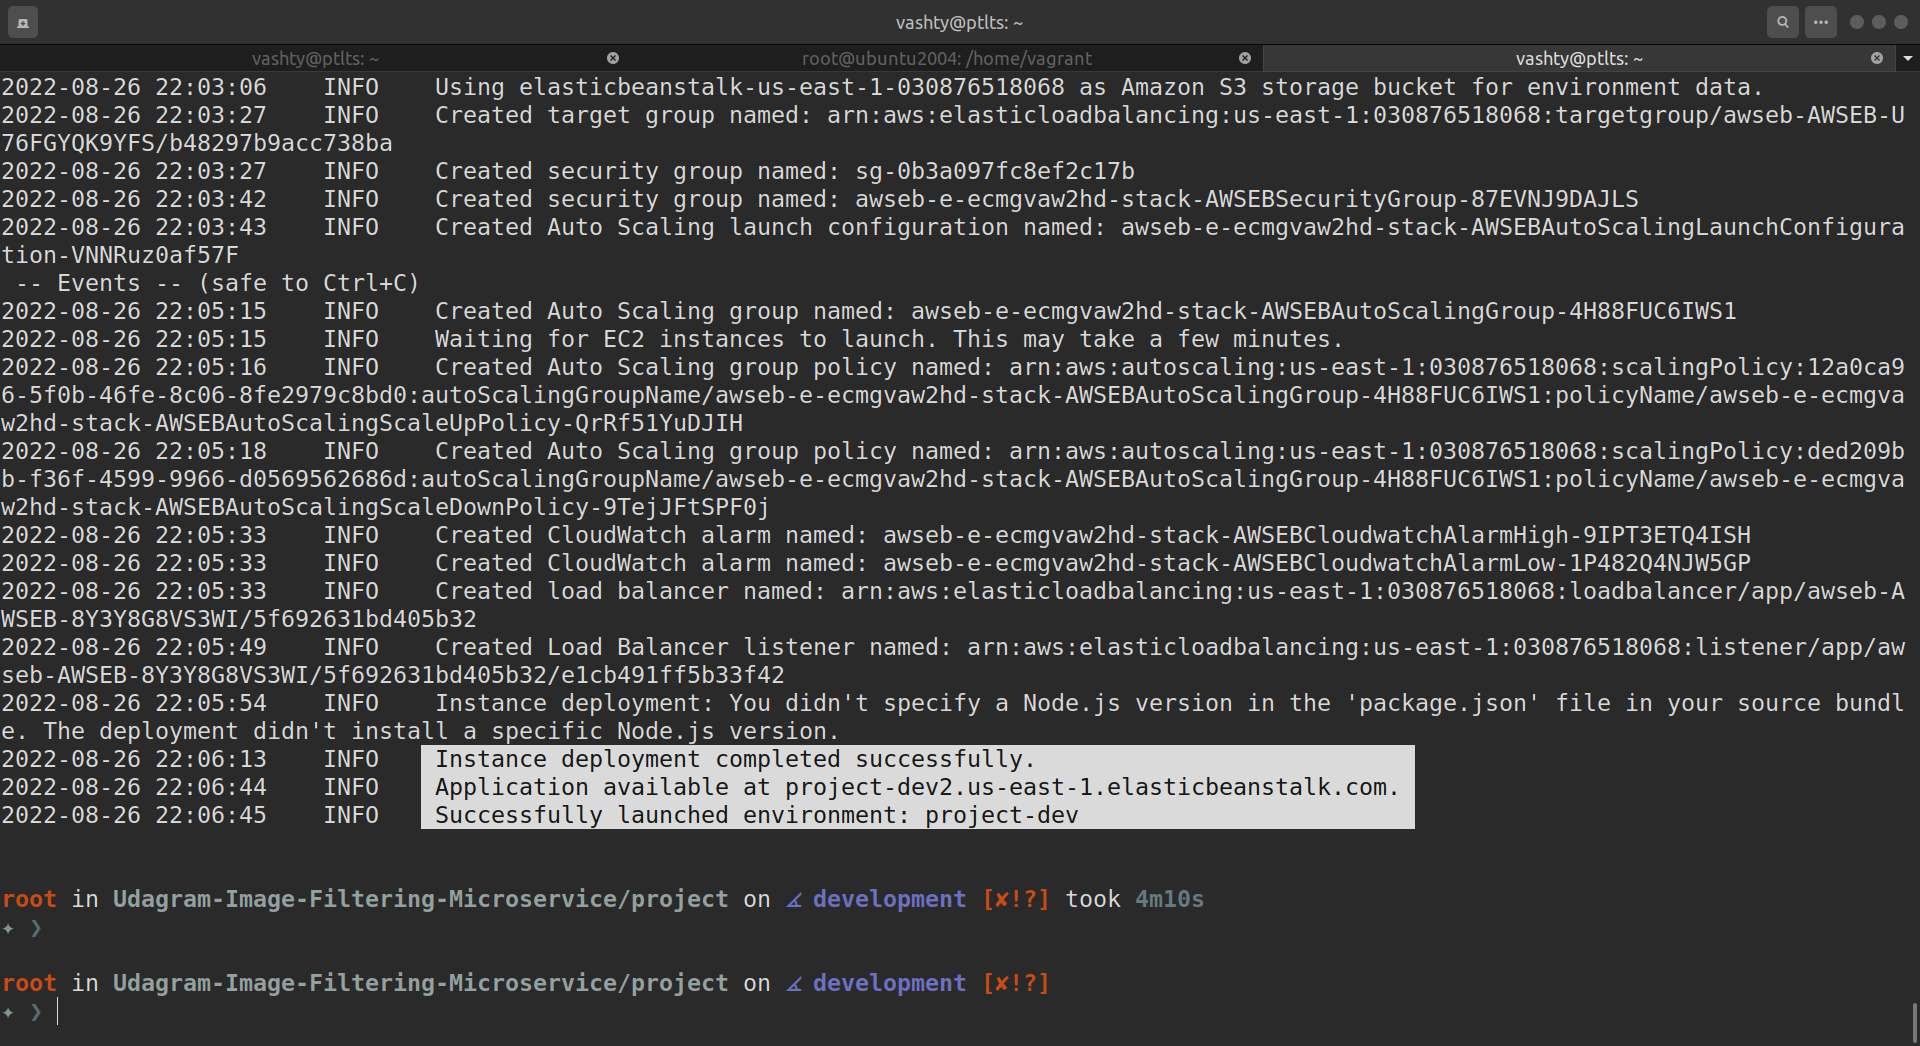 vashty@ptlts: ~
vashty@ptlts: ~
root@ubuntu2004: /home/vagrant
vashty@ptlts: ~
2022-08-26 22:03:06    INFO    Using elasticbeanstalk-us-east-1-030876518068 as Amazon S3 storage bucket for environment data.
2022-08-26 22:03:27    INFO    Created target group named: arn:aws:elasticloadbalancing:us-east-1:030876518068:targetgroup/awseb-AWSEB-U
76FGYQK9YFS/b48297b9acc738ba
2022-08-26 22:03:27    INFO    Created security group named: sg-0b3a097fc8ef2c17b
2022-08-26 22:03:42    INFO    Created security group named: awseb-e-ecmgvaw2hd-stack-AWSEBSecurityGroup-87EVNJ9DAJLS
2022-08-26 22:03:43    INFO    Created Auto Scaling launch configuration named: awseb-e-ecmgvaw2hd-stack-AWSEBAutoScalingLaunchConfigura
tion-VNNRuz0af57F
 -- Events -- (safe to Ctrl+C)
2022-08-26 22:05:15    INFO    Created Auto Scaling group named: awseb-e-ecmgvaw2hd-stack-AWSEBAutoScalingGroup-4H88FUC6IWS1
2022-08-26 22:05:15    INFO    Waiting for EC2 instances to launch. This may take a few minutes.
2022-08-26 22:05:16    INFO    Created Auto Scaling group policy named: arn:aws:autoscaling:us-east-1:030876518068:scalingPolicy:12a0ca9
6-5f0b-46fe-8c06-8fe2979c8bd0:autoScalingGroupName/awseb-e-ecmgvaw2hd-stack-AWSEBAutoScalingGroup-4H88FUC6IWS1:policyName/awseb-e-ecmgva
w2hd-stack-AWSEBAutoScalingScaleUpPolicy-QrRf51YuDJIH
2022-08-26 22:05:18    INFO    Created Auto Scaling group policy named: arn:aws:autoscaling:us-east-1:030876518068:scalingPolicy:ded209b
b-f36f-4599-9966-d0569562686d:autoScalingGroupName/awseb-e-ecmgvaw2hd-stack-AWSEBAutoScalingGroup-4H88FUC6IWS1:policyName/awseb-e-ecmgva
w2hd-stack-AWSEBAutoScalingScaleDownPolicy-9TejJFtSPF0j
2022-08-26 22:05:33    INFO    Created CloudWatch alarm named: awseb-e-ecmgvaw2hd-stack-AWSEBCloudwatchAlarmHigh-9IPT3ETQ4ISH
2022-08-26 22:05:33    INFO    Created CloudWatch alarm named: awseb-e-ecmgvaw2hd-stack-AWSEBCloudwatchAlarmLow-1P482Q4NJW5GP
2022-08-26 22:05:33    INFO    Created load balancer named: arn:aws:elasticloadbalancing:us-east-1:030876518068:loadbalancer/app/awseb-A
WSEB-8Y3Y8G8VS3WI/5f692631bd405b32
2022-08-26 22:05:49    INFO    Created Load Balancer listener named: arn:aws:elasticloadbalancing:us-east-1:030876518068:listener/app/aw
seb-AWSEB-8Y3Y8G8VS3WI/5f692631bd405b32/e1cb491ff5b33f42
2022-08-26 22:05:54    INFO    Instance deployment: You didn't specify a Node.js version in the 'package.json' file in your source bundl
e. The deployment didn't install a specific Node.js version.
2022-08-26 22:06:13    INFO    Instance deployment completed successfully.
2022-08-26 22:06:44    INFO    Application available at project-dev2.us-east-1.elasticbeanstalk.com.
2022-08-26 22:06:45    INFO    Successfully launched environment: project-dev
root in Udagram-Image-Filtering-Microservice/project on development [✘!?] took 4m10s
✦ ❯
root in Udagram-Image-Filtering-Microservice/project on development [✘!?]
✦ ❯